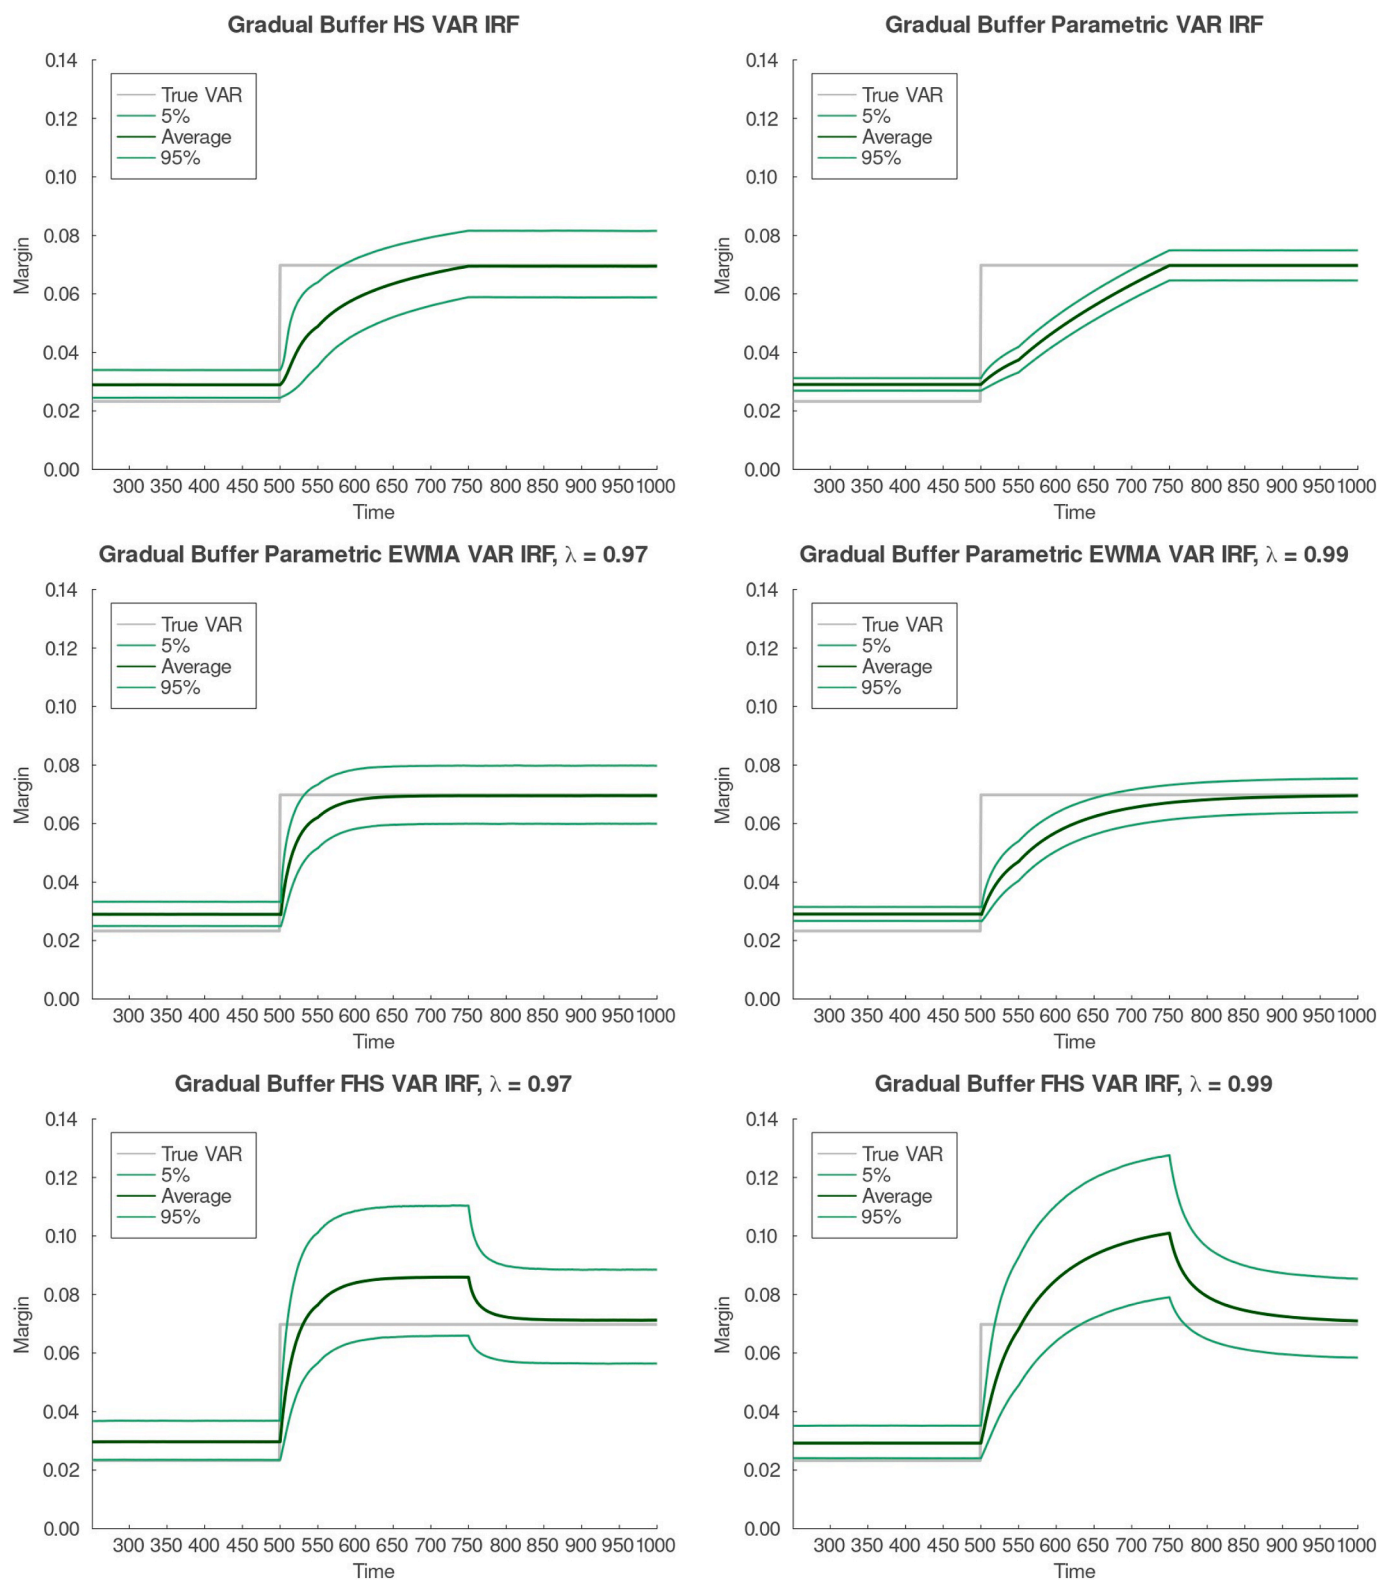 Gradual Buffer HS VAR IRF
0.14
0.12
0.10
0.08
0.06
0.04
0.02
0.00
Margin
True VAR
5%
Average
95%
300 350 400 450 500 550 600 650 700 750 800 850 900 950 1000
Time
Gradual Buffer Parametric VAR IRF
0.14
0.12
0.10
0.08
0.06
0.04
0.02
0.00
Margin
True VAR
5%
Average
95%
300 350 400 450 500 550 600 650 700 750 800 850 900 950 1000
Time
Gradual Buffer Parametric EWMA VAR IRF, λ = 0.97
0.14
0.12
0.10
0.08
0.06
0.04
0.02
0.00
Margin
True VAR
5%
Average
95%
300 350 400 450 500 550 600 650 700 750 800 850 900 950 1000
Time
Gradual Buffer Parametric EWMA VAR IRF, λ = 0.99
0.14
0.12
0.10
0.08
0.06
0.04
0.02
0.00
Margin
True VAR
5%
Average
95%
300 350 400 450 500 550 600 650 700 750 800 850 900 950 1000
Time
Gradual Buffer FHS VAR IRF, λ = 0.97
0.14
0.12
0.10
0.08
0.06
0.04
0.02
0.00
Margin
True VAR
5%
Average
95%
300 350 400 450 500 550 600 650 700 750 800 850 900 950 1000
Time
Gradual Buffer FHS VAR IRF, λ = 0.99
0.14
0.12
0.10
0.08
0.06
0.04
0.02
0.00
Margin
True VAR
5%
Average
95%
300 350 400 450 500 550 600 650 700 750 800 850 900 950 1000
Time